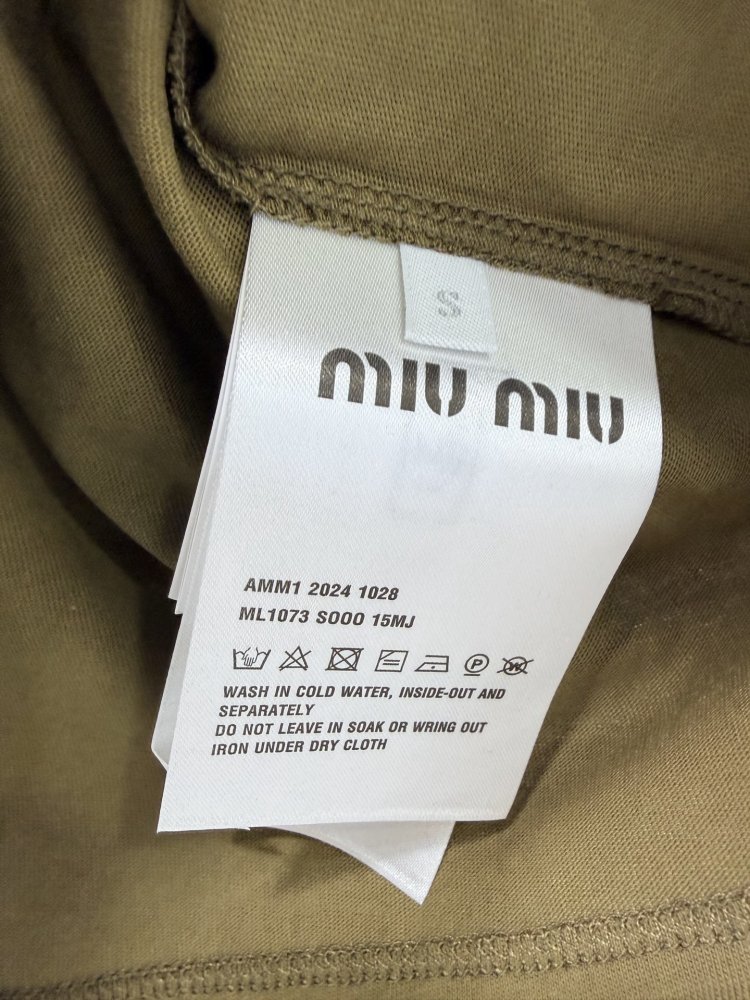 S
MIU MIU
AMM1 2024 1028
ML1073 SOOO 15MJ
P W
WASH IN COLD WATER, INSIDE-OUT AND
SEPARATELY
DO NOT LEAVE IN SOAK OR WRING OUT
IRON UNDER DRY CLOTH